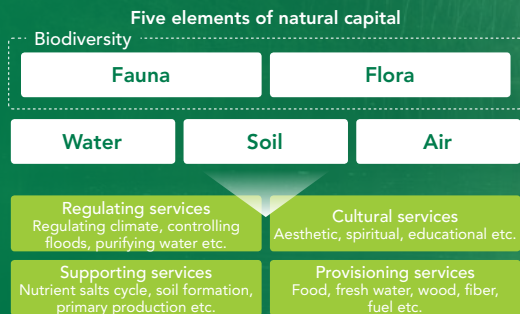 Five elements of natural capital
Biodiversity
Fauna
Flora
Water
Soil
Air
Regulating services
Regulating climate, controlling
floods, purifying water etc.
Cultural services
Aesthetic, spiritual, educational etc.
Supporting services
Nutrient salts cycle, soil formation,
primary production etc.
Provisioning services
Food, fresh water, wood, fiber,
fuel etc.